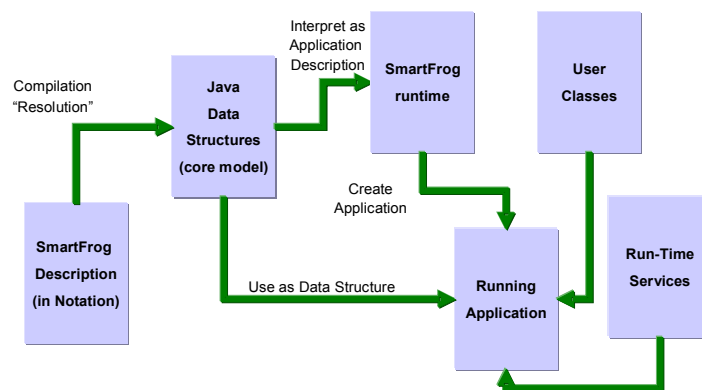 Interpret as
Application
Description
Compilation
“Resolution”
Java
Data
Structures
(core model)
SmartFrog
runtime
User
Classes
Create
Application
SmartFrog
Description
(in Notation)
Use as Data Structure
Running
Application
Run-Time
Services